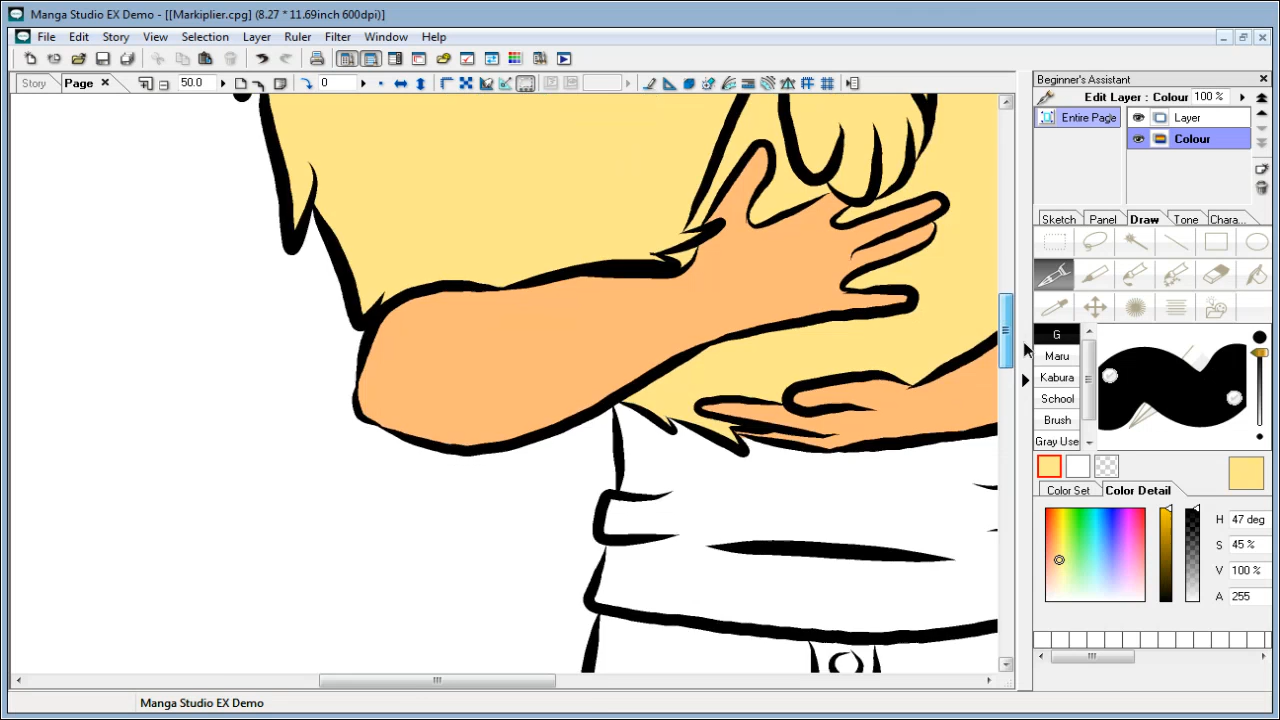 Manga Studio EX Demo - [[Markiplier.cpg] (8.27 * 11.69inch 600dpi)]
File Edit Story View Selection Layer Ruler Filter Window Help
Story Page 50.0 0
Beginner's Assistant
Edit Layer : Colour 100 %
Entire Page
Layer
Colour
Sketch Panel Draw Tone Chara...
G
Maru
Kabura
School
Brush
Gray Use
Color Set Color Detail
H 47 deg
S 45 %
V 100 %
A 255
Manga Studio EX Demo